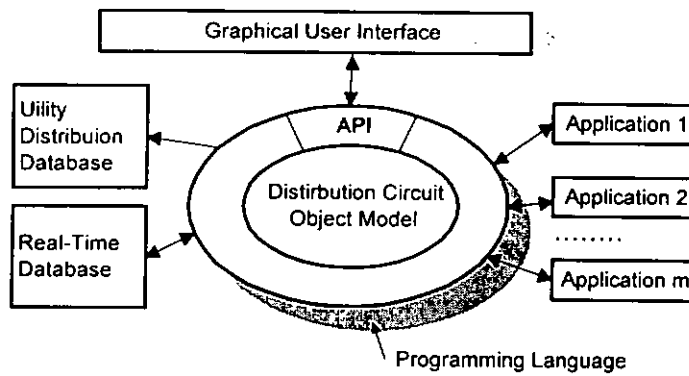 Graphical User Interface
Uility
Distribuion
Database
API
Application 1
Distirbution Circuit
Object Model
Application 2
Real-Time
Database
........
Application m
Programming Language